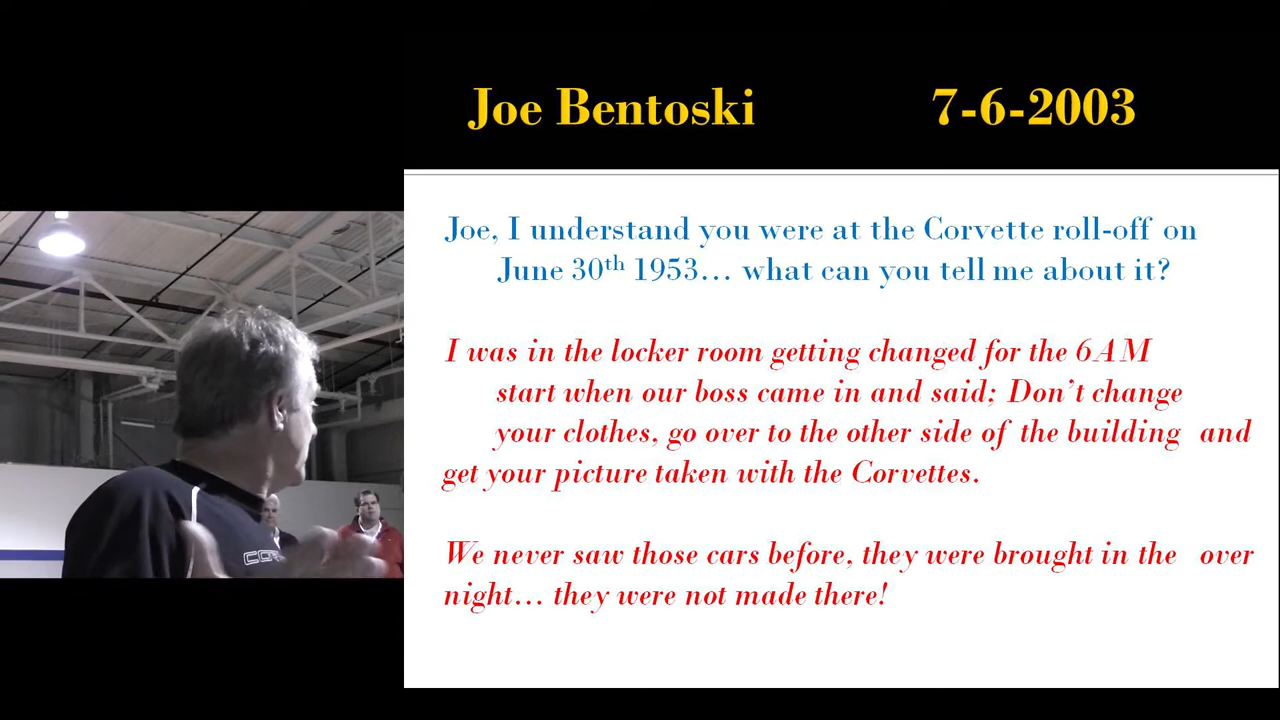 Joe Bentoski 7-6-2003
Joe, I understand you were at the Corvette roll-off on
June 30th 1953... what can you tell me about it?
I was in the locker room getting changed for the 6AM
start when our boss came in and said; Don't change
your clothes, go over to the other side of the building and
get your picture taken with the Corvettes.
We never saw those cars before, they were brought in the over
night... they were not made there!